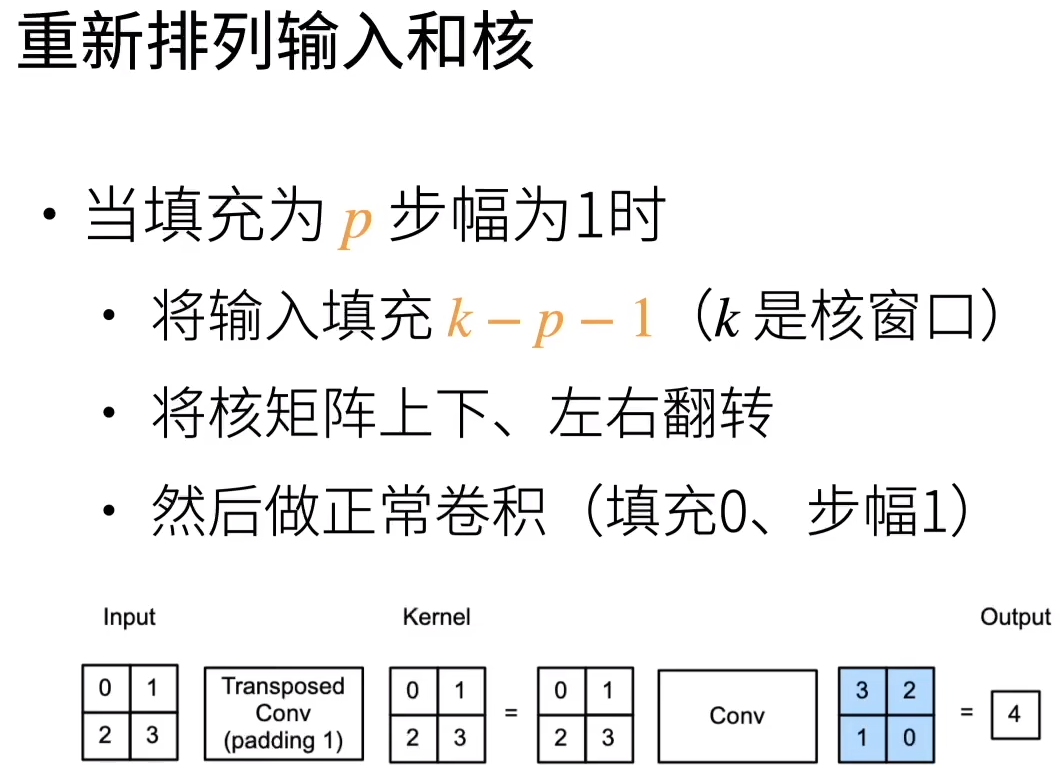 重新排列输入和核
• 当填充为 p 步幅为1时
• 将输入填充 k − p − 1（k 是核窗口）
• 将核矩阵上下、左右翻转
• 然后做正常卷积（填充0、步幅1）
Input Kernel Output
0 1 Transposed 0 1 0 1 3 2
Conv = Conv = 4
2 3 (padding 1) 2 3 2 3 1 0